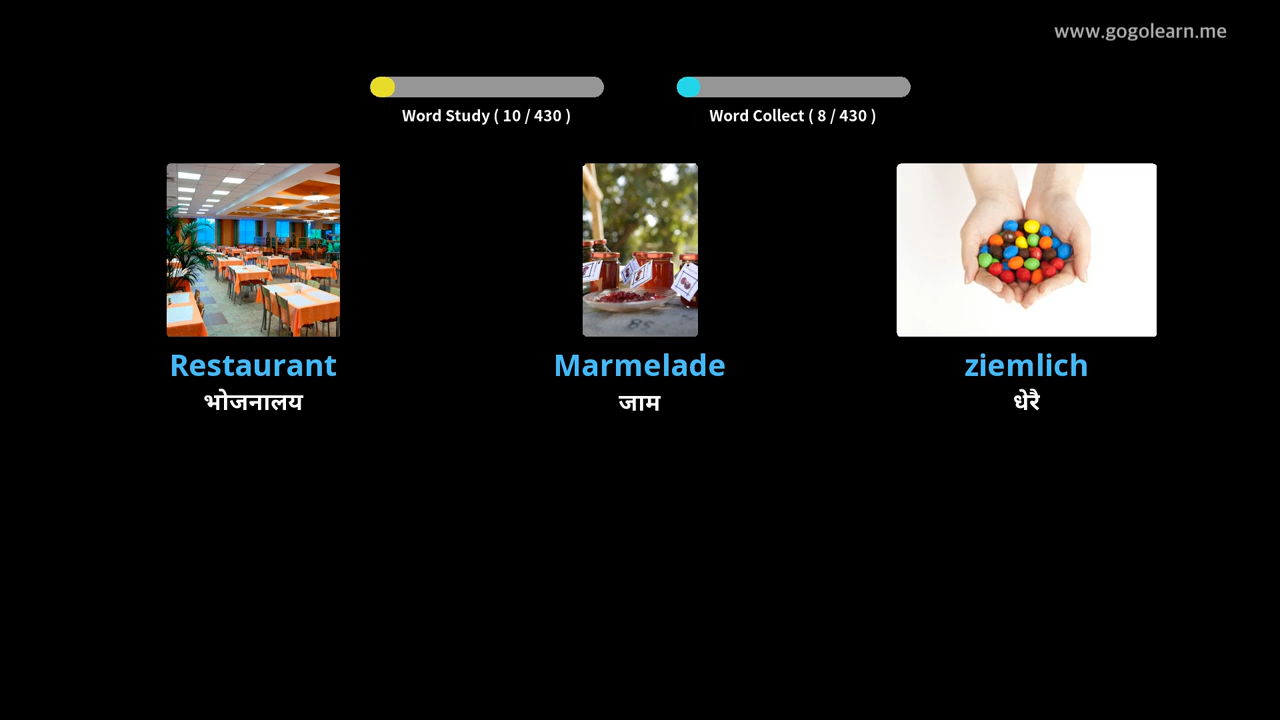 www.gogolearn.me
Word Study ( 10 / 430 )
Word Collect ( 8 / 430 )
Restaurant
भोजनालय
Marmelade
जाम
ziemlich
धेरै